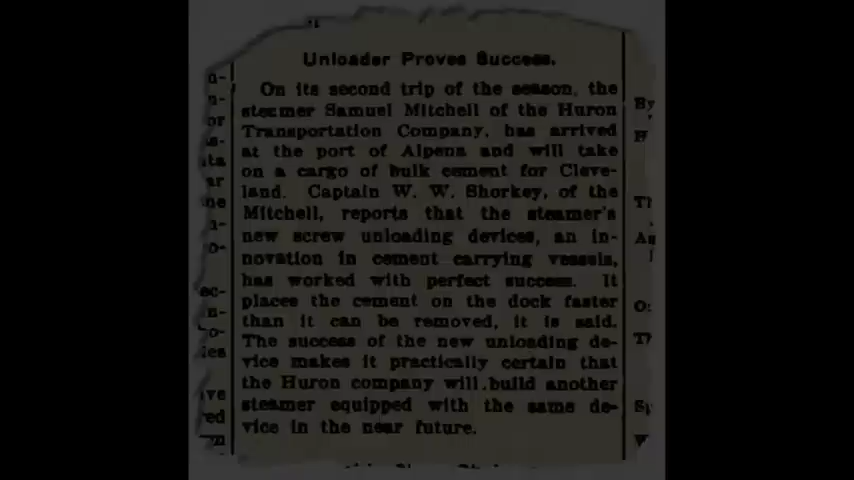 Unloader Proves Success.
On its second trip of the season, the
steamer Samuel Mitchell of the Huron
Transportation Company, has arrived
at the port of Alpena and will take
on a cargo of bulk cement for Cleve-
land. Captain W. W. Shorkey, of the
Mitchell, reports that the steamer's
new screw unloading devices, an in-
novation in cement carrying vessels,
has worked with perfect success. It
places the cement on the dock faster
than it can be removed, it is said.
The success of the new unloading de-
vice makes it practically certain that
the Huron company will build another
steamer equipped with the same de-
vice in the near future.